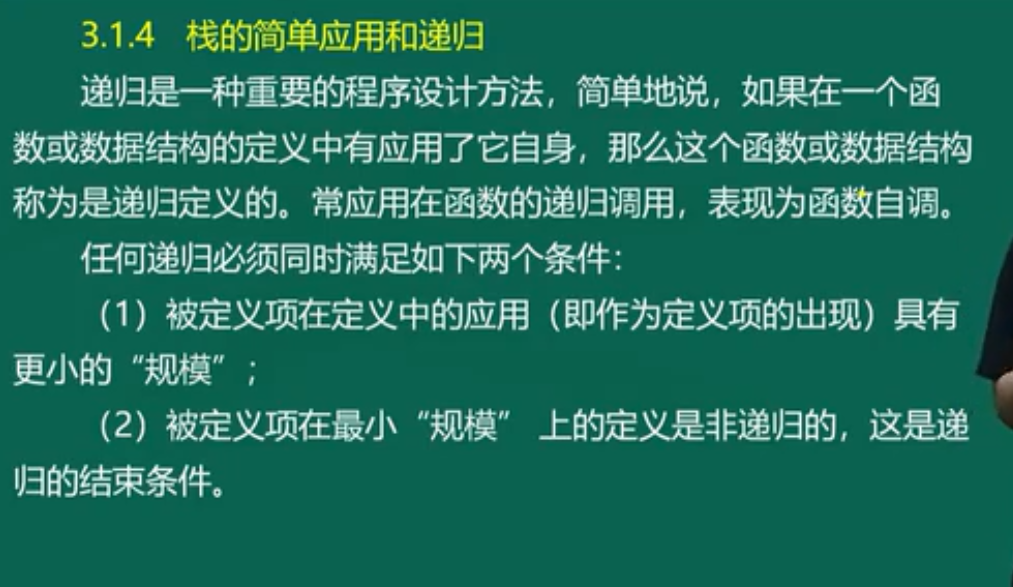 3.1.4 栈的简单应用和递归
递归是一种重要的程序设计方法，简单地说，如果在一个函
数或数据结构的定义中有应用了它自身，那么这个函数或数据结构
称为是递归定义的。常应用在函数的递归调用，表现为函数自调。
任何递归必须同时满足如下两个条件：
（1）被定义项在定义中的应用（即作为定义项的出现）具有
更小的“规模”；
（2）被定义项在最小“规模” 上的定义是非递归的，这是递
归的结束条件。